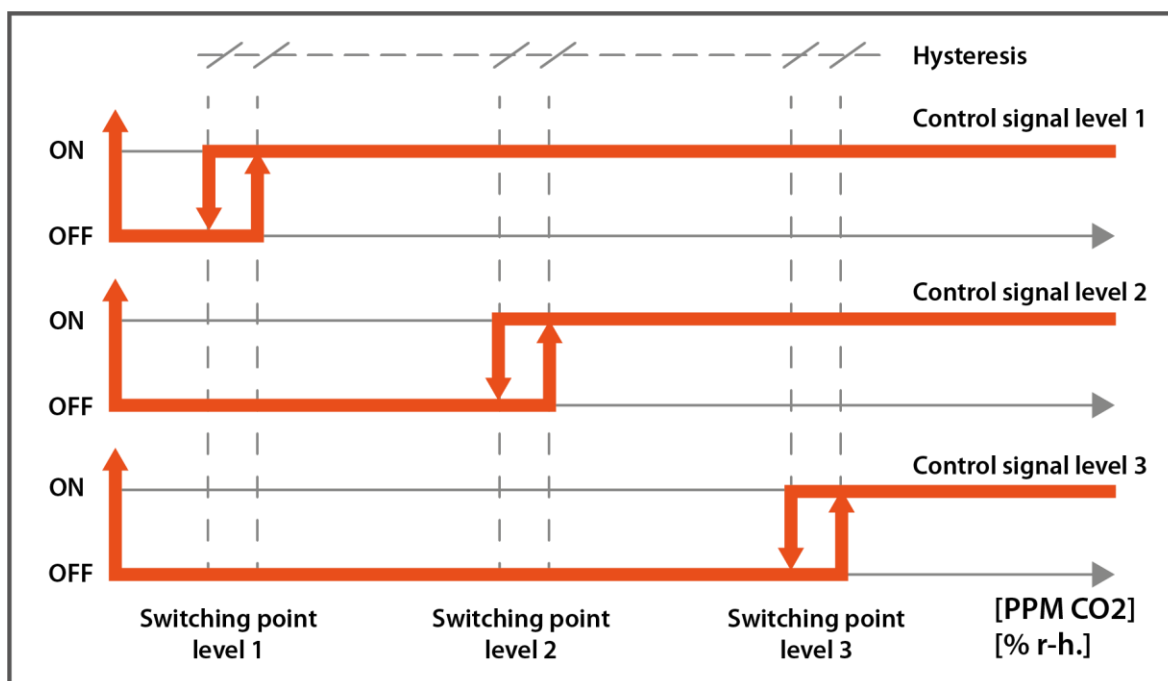 Hysteresis
Control signal level 1
ON
OFF
Control signal level 2
ON
OFF
Control signal level 3
ON
OFF
Switching point
level 1
Switching point
level 2
Switching point
level 3
[PPM CO2]
[% r-h.]